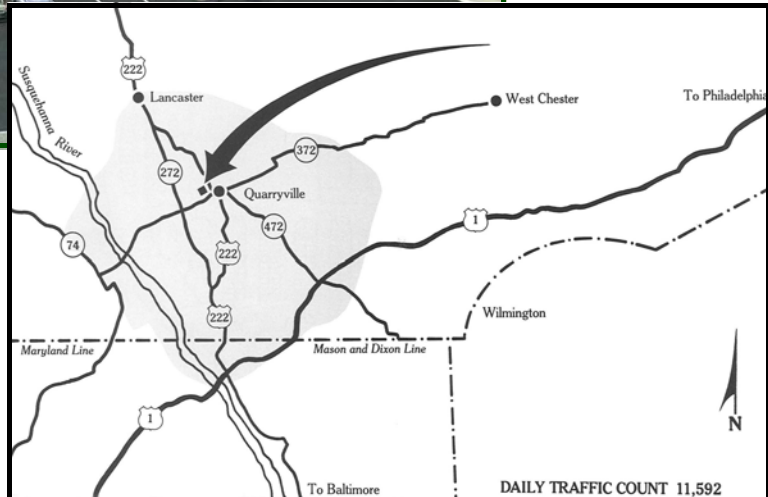 222
Lancaster
West Chester
To Philadelphia
Susquehanna
River
372
272
Quarryville
1
472
74
222
222
Wilmington
Maryland Line
Mason and Dixon Line
1
N
To Baltimore
DAILY TRAFFIC COUNT 11,592